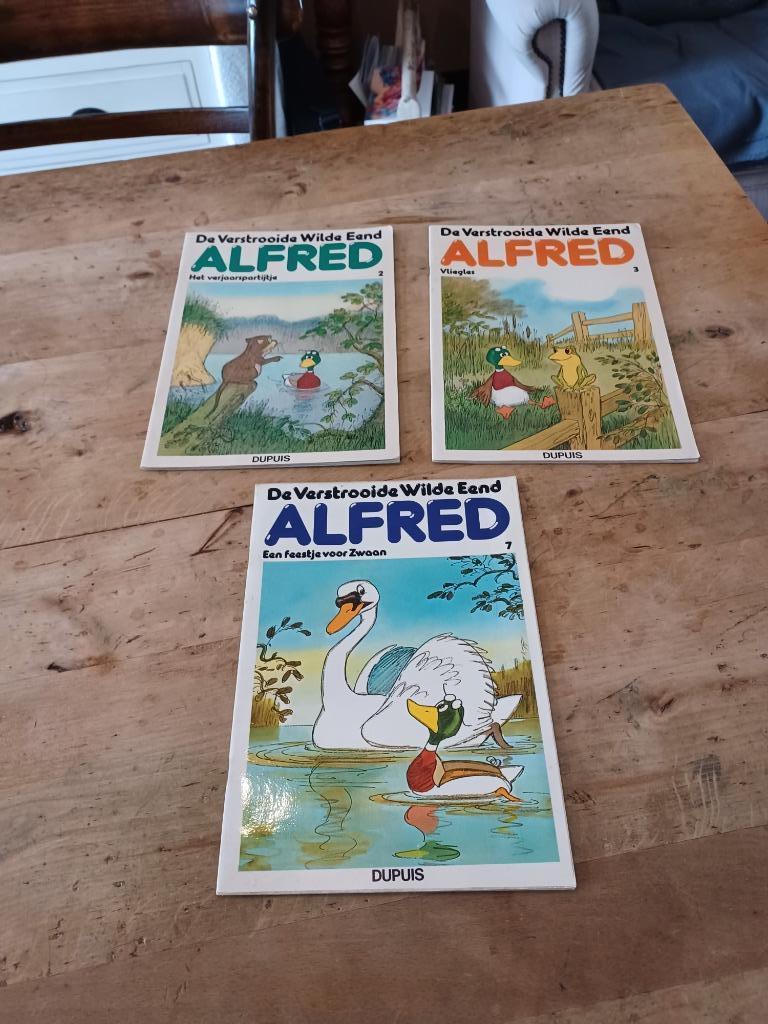 De Verstrooide Wilde Eend
ALFRED
Het verjaarspartijtje
2
DUPUIS
De Verstrooide Wilde Eend
ALFRED
Vliegles
3
DUPUIS
De Verstrooide Wilde Eend
ALFRED
Een feestje voor Zwaan
7
DUPUIS